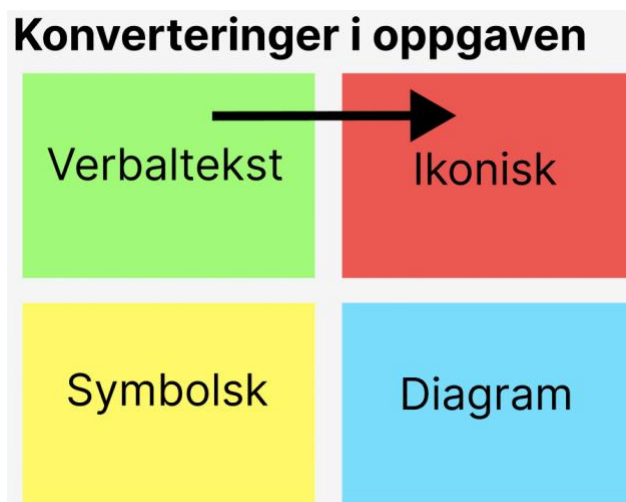 Konverteringer i oppgaven
Verbaltekst
Ikonisk
Symbolsk
Diagram